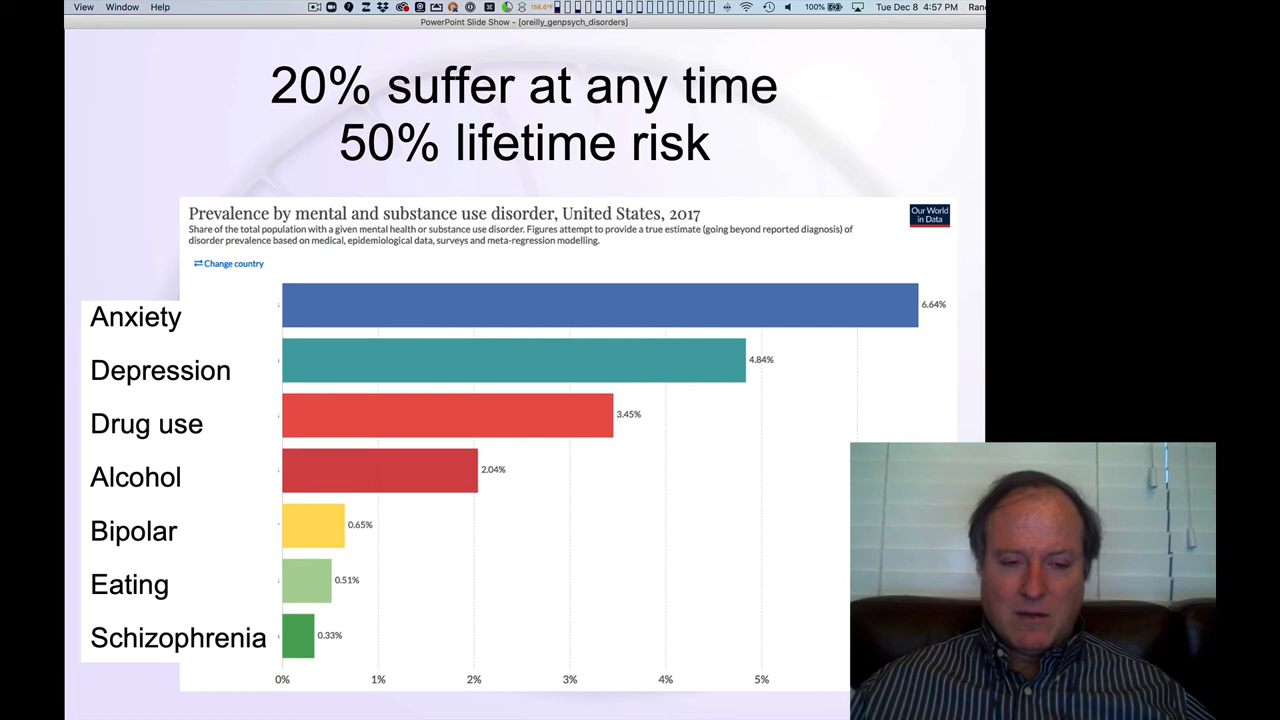 View Window Help 156.0°F 100% Tue Dec 8 4:57 PM Ran
PowerPoint Slide Show - [oreilly_genpsych_disorders]
20% suffer at any time
50% lifetime risk
Prevalence by mental and substance use disorder, United States, 2017
Share of the total population with a given mental health or substance use disorder. Figures attempt to provide a true estimate (going beyond reported diagnosis) of
disorder prevalence based on medical, epidemiological data, surveys and meta-regression modelling.
Our World
in Data
Change country
Anxiety 6.64%
Depression 4.84%
Drug use 3.45%
Alcohol 2.04%
Bipolar 0.65%
Eating 0.51%
Schizophrenia 0.33%
0% 1% 2% 3% 4% 5%